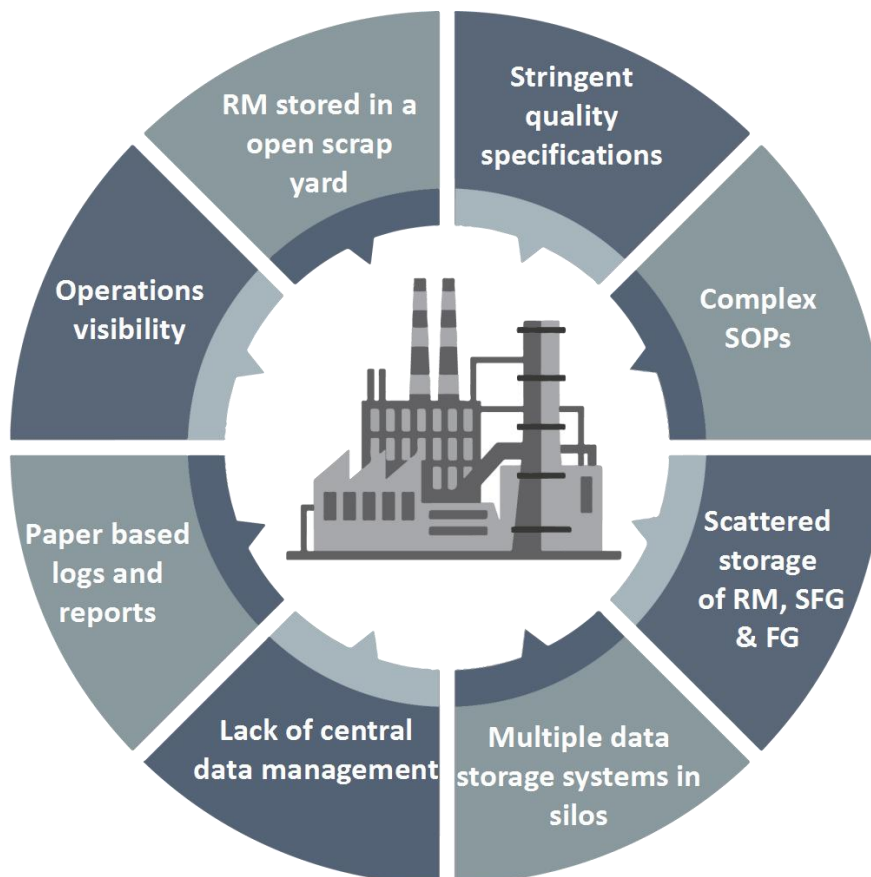 Stringent
quality
specifications
Complex
SOPs
Scattered
storage
of RM, SFG
& FG
Multiple data
storage systems in
silos
Lack of central
data management
Paper based
logs and
reports
Operations
visibility
RM stored in a
open scrap
yard